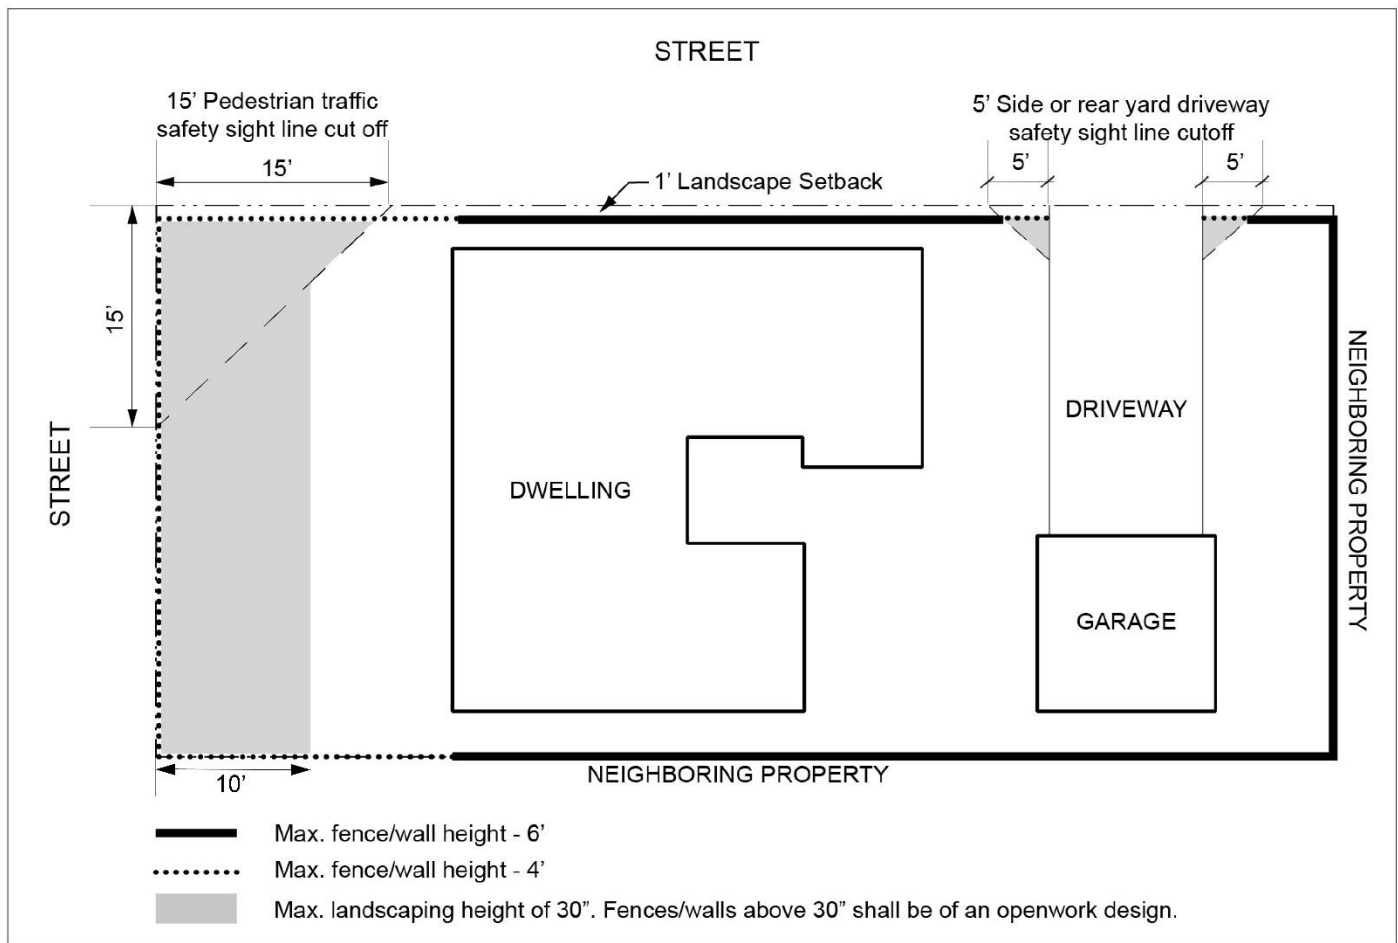 STREET
15’ Pedestrian traffic
safety sight line cut off
5’ Side or rear yard driveway
safety sight line cutoff
15’
5’
5’
1’ Landscape Setback
15’
STREET
DWELLING
DRIVEWAY
GARAGE
NEIGHBORING PROPERTY
10’
NEIGHBORING PROPERTY
Max. fence/wall height - 6’
Max. fence/wall height - 4’
Max. landscaping height of 30”. Fences/walls above 30” shall be of an openwork design.